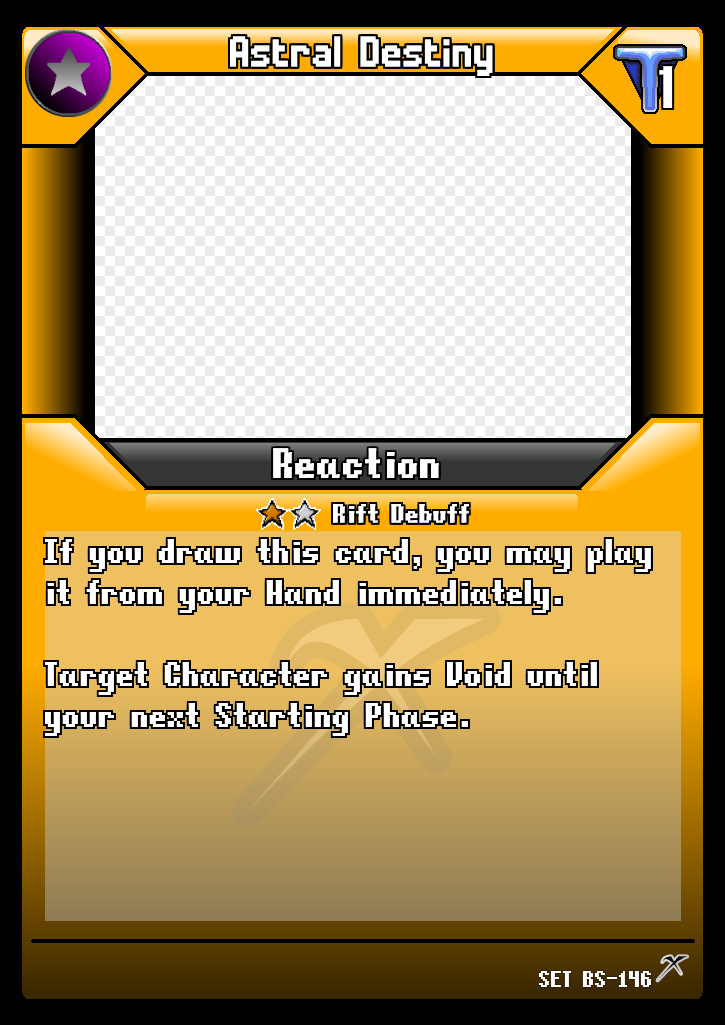 Astral Destiny
T1
Reaction
Rift Debuff
If you draw this card, you may play
it from your Hand immediately.
Target Character gains Void until
your next Starting Phase.
SET BS-146